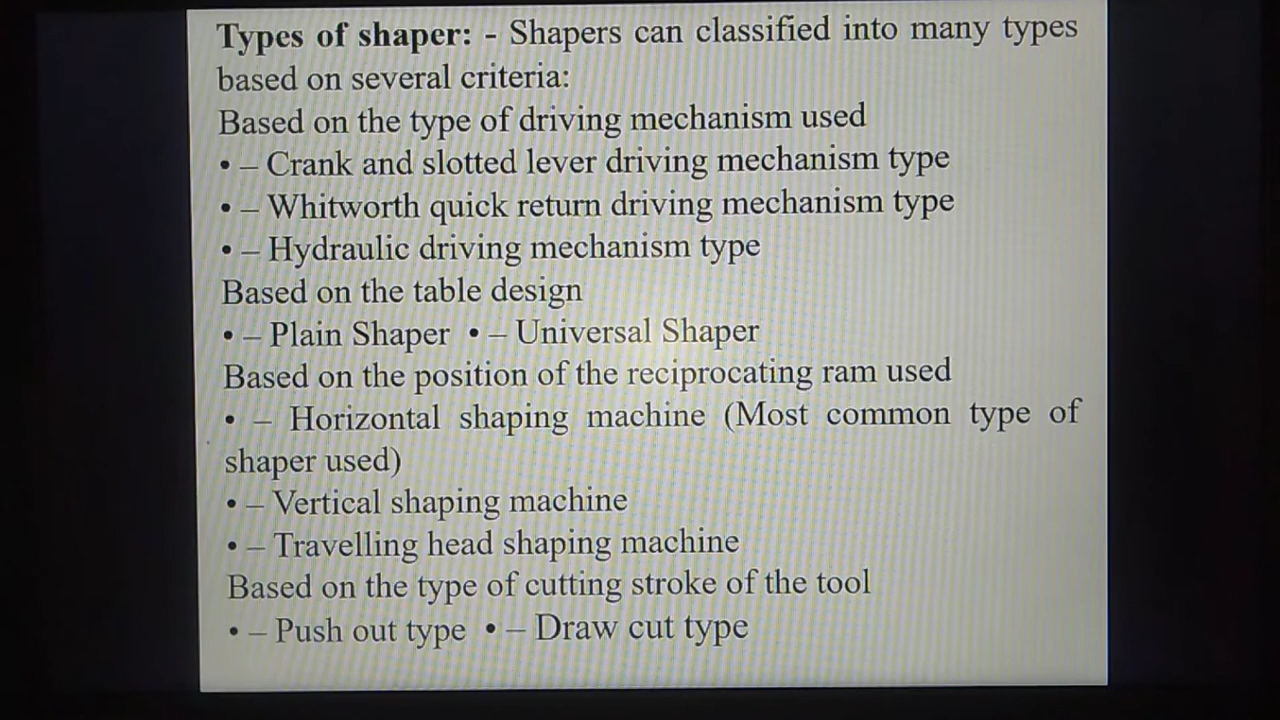 Types of shaper: - Shapers can classified into many types
based on several criteria:
Based on the type of driving mechanism used
• – Crank and slotted lever driving mechanism type
• – Whitworth quick return driving mechanism type
• – Hydraulic driving mechanism type
Based on the table design
• – Plain Shaper • – Universal Shaper
Based on the position of the reciprocating ram used
• – Horizontal shaping machine (Most common type of
shaper used)
• – Vertical shaping machine
• – Travelling head shaping machine
Based on the type of cutting stroke of the tool
• – Push out type • – Draw cut type